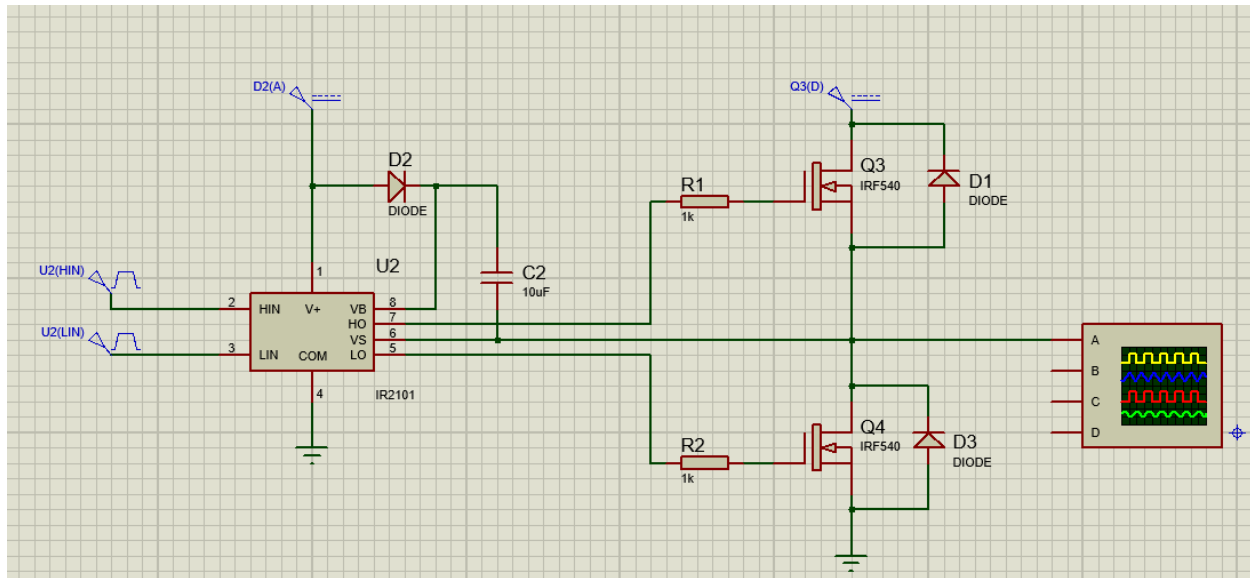 D2(A)
Q3(D)
D2
DIODE
R1
1k
Q3
IRF540
D1
DIODE
U2(HIN)
1
U2
C2
10uF
2
HIN
V+
VB
8
HO
7
VS
6
U2(LIN)
3
LIN
COM
LO
5
4
IR2101
A
B
C
D
R2
1k
Q4
IRF540
D3
DIODE